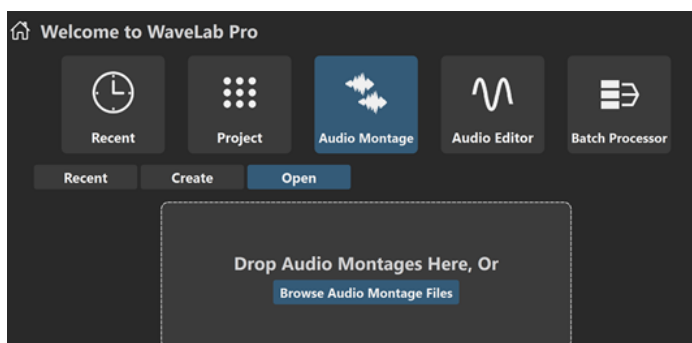 Welcome to WaveLab Pro
Recent Project Audio Montage Audio Editor Batch Processor
Recent Create Open
Drop Audio Montages Here, Or
Browse Audio Montage Files